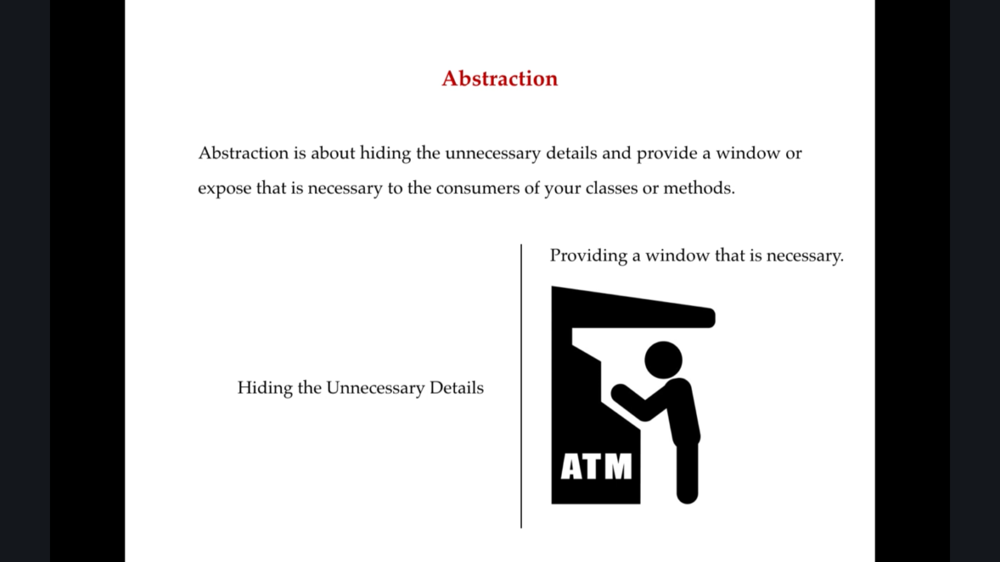 Abstraction
Abstraction is about hiding the unnecessary details and provide a window or
expose that is necessary to the consumers of your classes or methods.
Providing a window that is necessary.
Hiding the Unnecessary Details
ATM